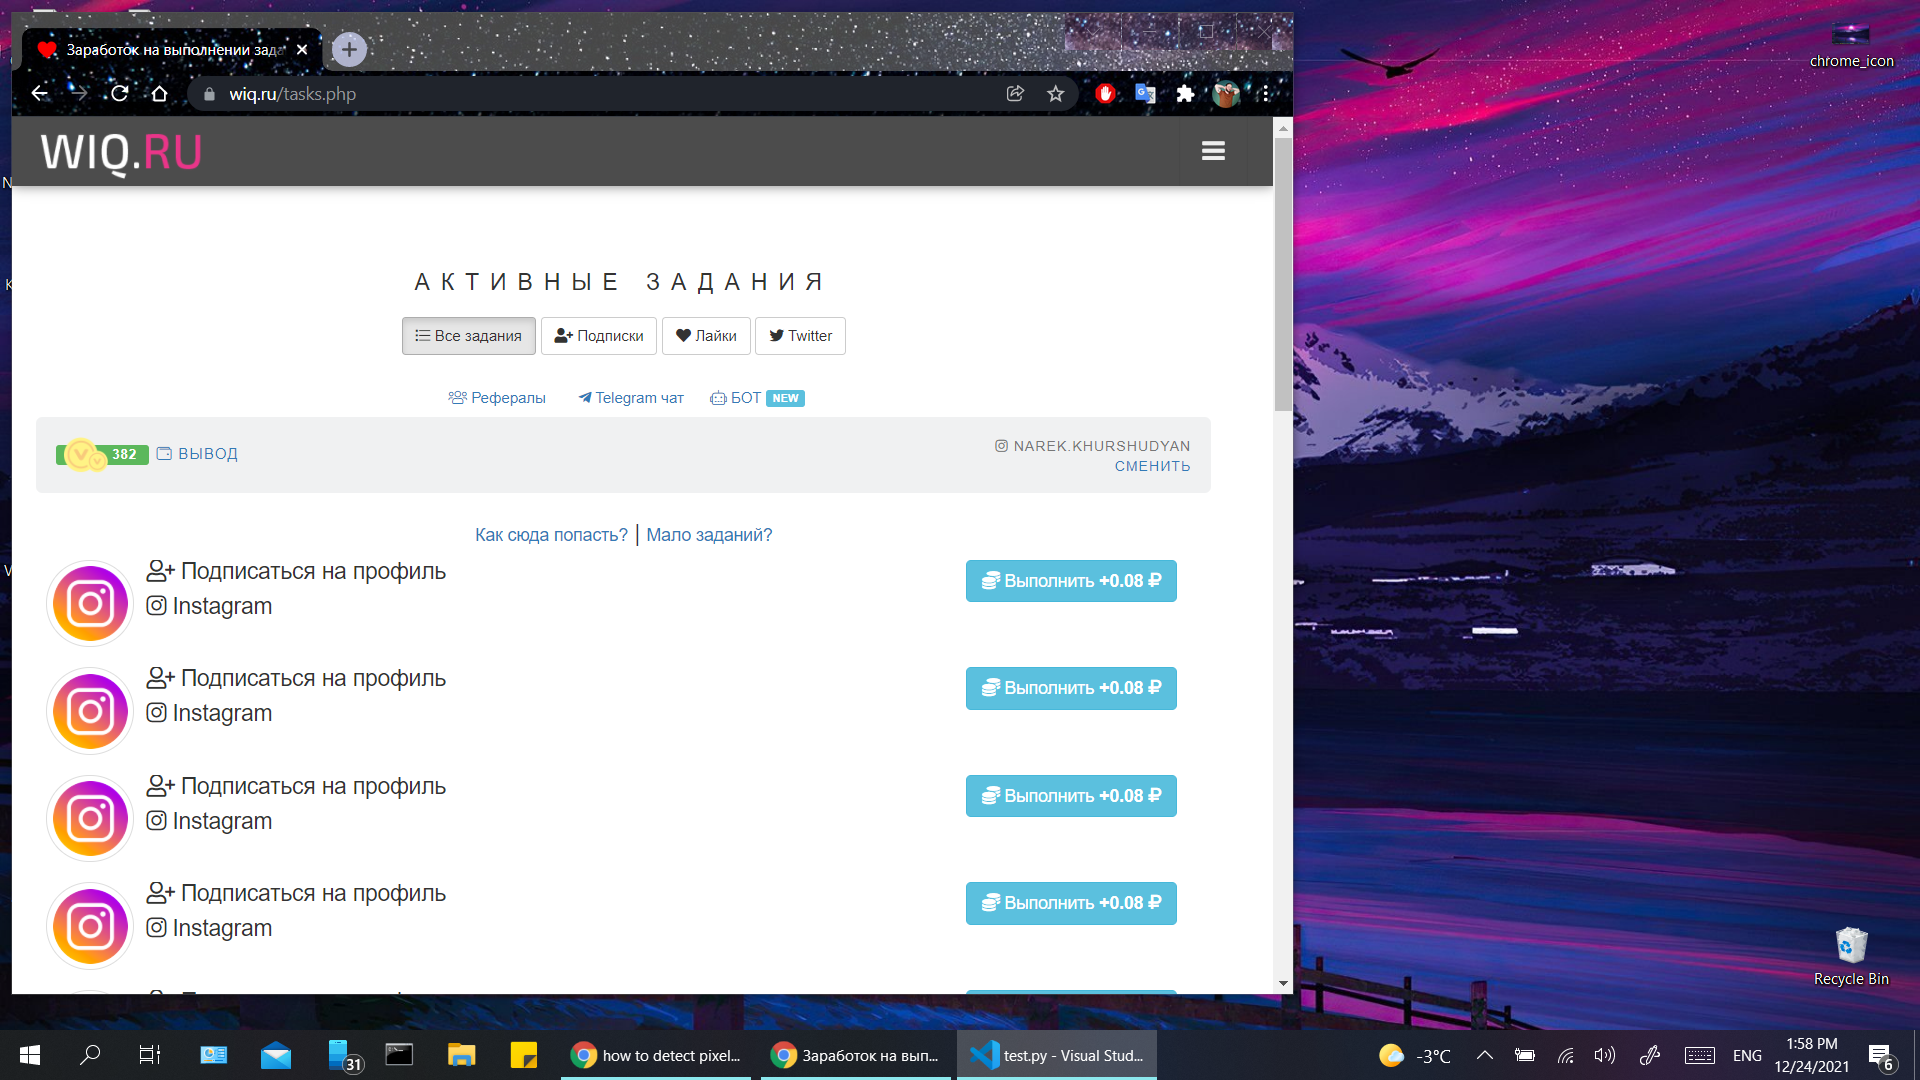 Заработок на выполнении зада
wiq.ru/tasks.php
WIQ.RU
АКТИВНЫЕ ЗАДАНИЯ
Все задания
Подписки
Лайки
Twitter
Рефералы
Telegram чат
БОТ NEW
382
ВЫВОД
NAREK.KHURSHUDYAN
СМЕНИТЬ
Как сюда попасть? | Мало заданий?
Подписаться на профиль
Instagram
Выполнить +0.08 ₽
Подписаться на профиль
Instagram
Выполнить +0.08 ₽
Подписаться на профиль
Instagram
Выполнить +0.08 ₽
Подписаться на профиль
Instagram
Выполнить +0.08 ₽
chrome_icon
Recycle Bin
31
how to detect pixel...
Заработок на вып...
test.py - Visual Stud...
-3°C
ENG
1:58 PM
12/24/2021
6